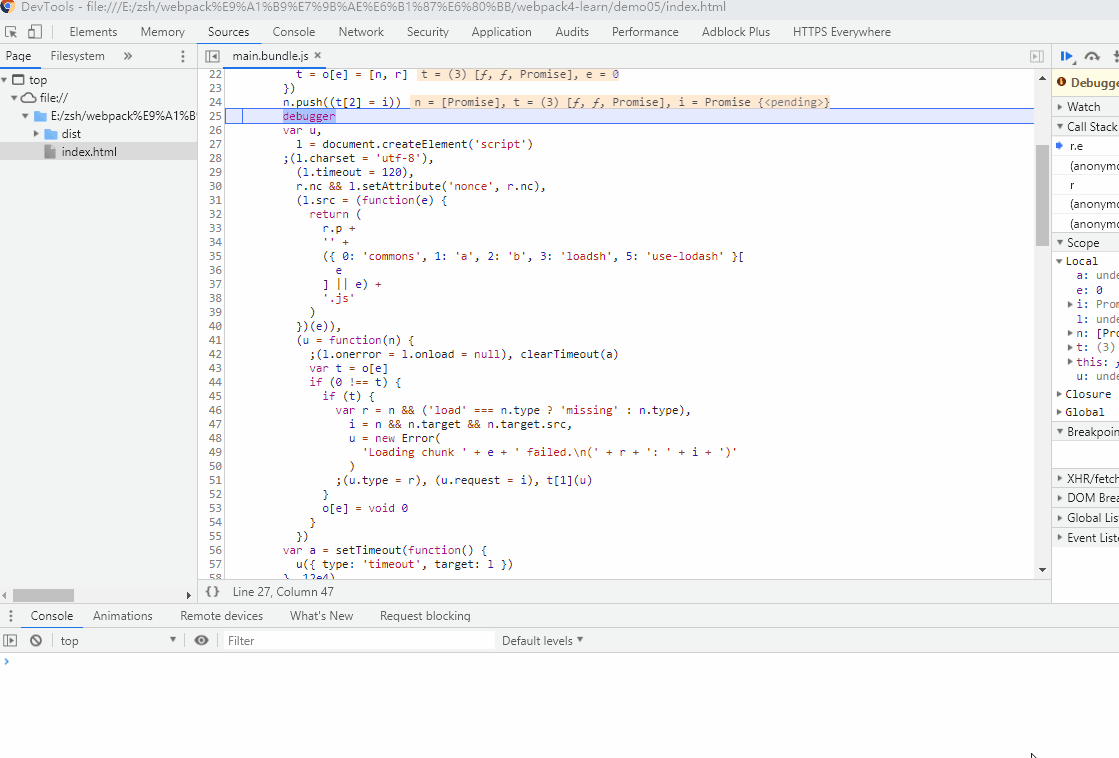 DevTools - file:///E:/zsh/webpack%E9%A1%B9%E7%9B%AE%E6%B1%87%E6%80%BB/webpack4-learn/demo05/index.html
Elements Memory Sources Console Network Security Application Audits Performance Adblock Plus HTTPS Everywhere
Page Filesystem » main.bundle.js ×
top
file://
E:/zsh/webpack%E9%A1%B
dist
index.html
22 t = o[e] = [n, r] t = (3) [ƒ, ƒ, Promise], e = 0
23 })
24 n.push((t[2] = i)) n = [Promise], t = (3) [ƒ, ƒ, Promise], i = Promise {<pending>}
25 debugger
26 var u,
27 l = document.createElement('script')
28 ;(l.charset = 'utf-8'),
29 (l.timeout = 120),
30 r.nc && l.setAttribute('nonce', r.nc),
31 (l.src = (function(e) {
32 return (
33 r.p +
34 '' +
35 ({ 0: 'commons', 1: 'a', 2: 'b', 3: 'loadsh', 5: 'use-lodash' }[
36 e
37 ] || e) +
38 '.js'
39 )
40 })(e)),
41 (u = function(n) {
42 ;(l.onerror = l.onload = null), clearTimeout(a)
43 var t = o[e]
44 if (0 !== t) {
45 if (t) {
46 var r = n && ('load' === n.type ? 'missing' : n.type),
47 i = n && n.target && n.target.src,
48 u = new Error(
49 'Loading chunk ' + e + ' failed.\n(' + r + ': ' + i + ')'
50 )
51 ;(u.type = r), (u.request = i), t[1](u)
52 }
53 o[e] = void 0
54 }
55 })
56 var a = setTimeout(function() {
57 u({ type: 'timeout', target: l })
58 }, 12e4)
{} Line 27, Column 47
Debugge
Watch
Call Stack
r.e
(anonymo
r
(anonymo
(anonymo
Scope
Local
a: unde
e: 0
i: Prom
l: unde
n: [Pro
t: (3)
this:
u: unde
Closure
Global
Breakpoin
XHR/fetch
DOM Brea
Global Lis
Event Liste
Console Animations Remote devices What's New Request blocking
top Filter Default levels